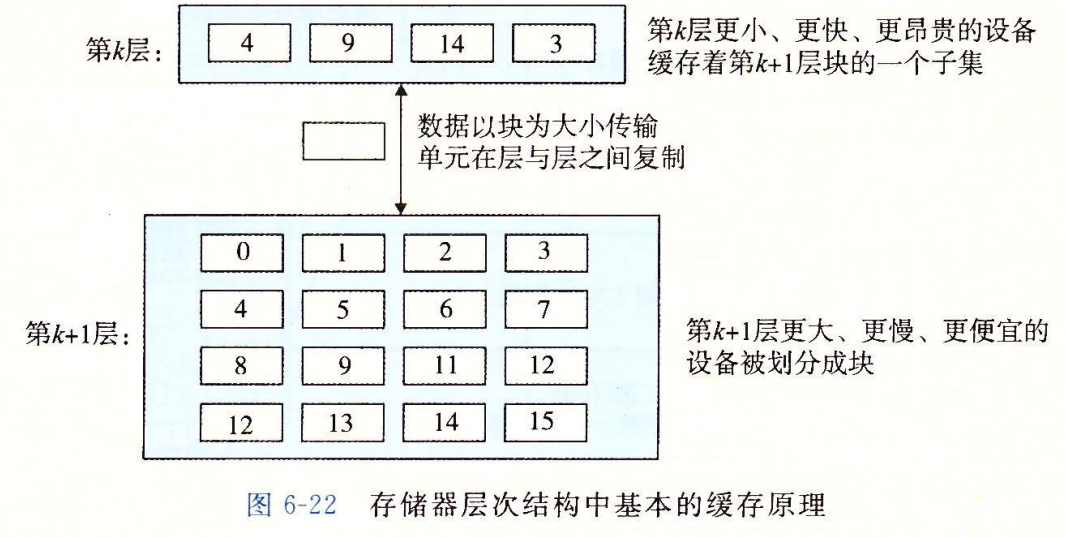 第k层：
4 9 14 3
第k层更小、更快、更昂贵的设备
缓存着第k+1层块的一个子集
数据以块为大小传输
单元在层与层之间复制
0 1 2 3
4 5 6 7
第k+1层：
8 9 11 12
12 13 14 15
第k+1层更大、更慢、更便宜的
设备被划分成块
图 6-22 存储器层次结构中基本的缓存原理